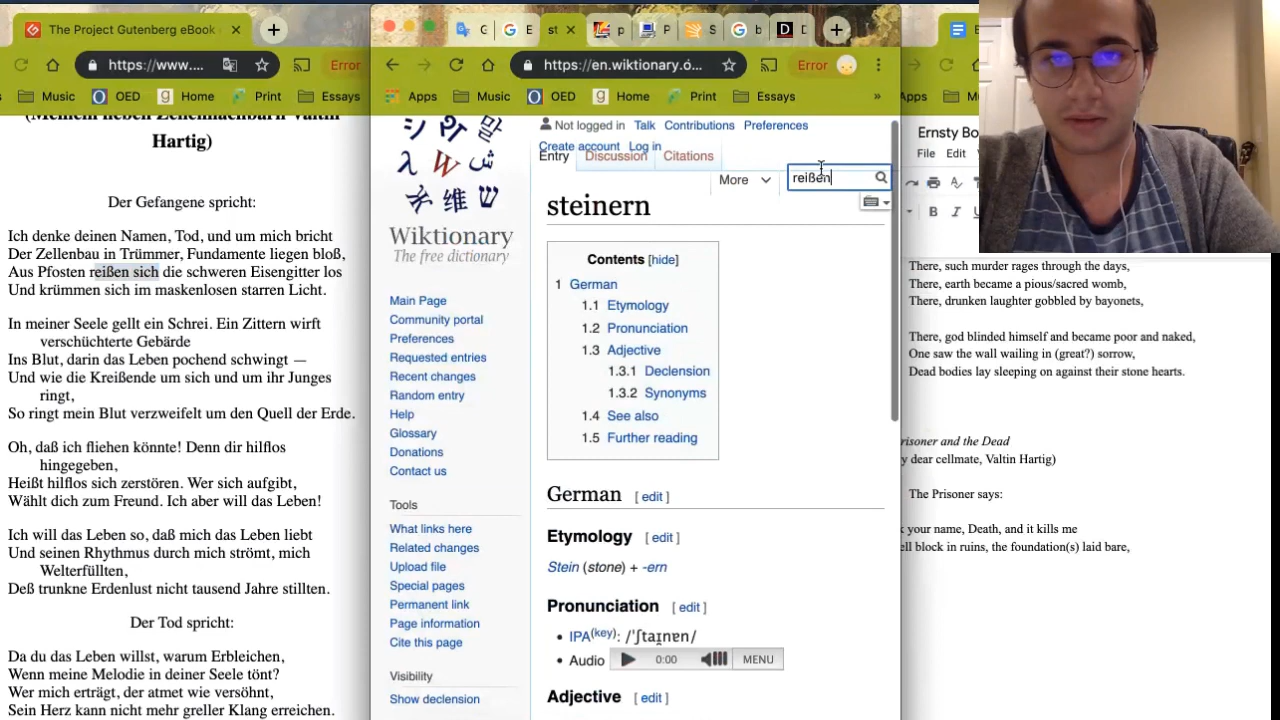 The Project Gutenberg eBook
https://www....
Error
Music
OED
Home
Print
Essays
(Meinem lieben Zellennachbarn Valtin
Hartig)
Der Gefangene spricht:
Ich denke deinen Namen, Tod, und um mich bricht
Der Zellenbau in Trümmer, Fundamente liegen bloß,
Aus Pfosten reißen sich die schweren Eisengitter los
Und krümmen sich im maskenlosen starren Licht.
In meiner Seele gellt ein Schrei. Ein Zittern wirft
verschüchterte Gebärde
Ins Blut, darin das Leben pochend schwingt —
Und wie die Kreißende um sich und um ihr Junges
ringt,
So ringt mein Blut verzweifelt um den Quell der Erde.
Oh, daß ich fliehen könnte! Denn dir hilflos
hingegeben,
Heißt hilflos sich zerstören. Wer sich aufgibt,
Wählt dich zum Freund. Ich aber will das Leben!
Ich will das Leben so, daß mich das Leben liebt
Und seinen Rhythmus durch mich strömt, mich
Welterfüllten,
Deß trunkne Erdenlust nicht tausend Jahre stillten.
Der Tod spricht:
Da du das Leben willst, warum Erbleichen,
Wenn meine Melodie in deiner Seele tönt?
Wer mich erträgt, der atmet wie versöhnt,
Sein Herz kann nicht mehr greller Klang erreichen.
G
E
st
p
P
S
b
D
https://en.wiktionary.o...
Error
Apps
Music
OED
Home
Print
Essays
»
Not logged in Talk Contributions Preferences
Create account Log in
Entry Discussion Citations
More
reißen
Wiktionary
The free dictionary
Main Page
Community portal
Preferences
Requested entries
Recent changes
Random entry
Help
Glossary
Donations
Contact us
Tools
What links here
Related changes
Upload file
Special pages
Permanent link
Page information
Cite this page
Visibility
Show declension
steinern
Contents [hide]
1 German
1.1 Etymology
1.2 Pronunciation
1.3 Adjective
1.3.1 Declension
1.3.2 Synonyms
1.4 See also
1.5 Further reading
German [edit]
Etymology [edit]
Stein (stone) + -ern
Pronunciation [edit]
IPA(key): /ˈʃtaɪ̯nɐn/
Audio 0:00 MENU
Adjective [edit]
Apps
Ernsty Bo
File Edit
B I
There, such murder rages through the days,
There, earth became a pious/sacred womb,
There, drunken laughter gobbled by bayonets,
There, god blinded himself and became poor and naked,
One saw the wall wailing in (great?) sorrow,
Dead bodies lay sleeping on against their stone hearts.
risoner and the Dead
y dear cellmate, Valtin Hartig)
The Prisoner says:
k your name, Death, and it kills me
ell block in ruins, the foundation(s) laid bare,